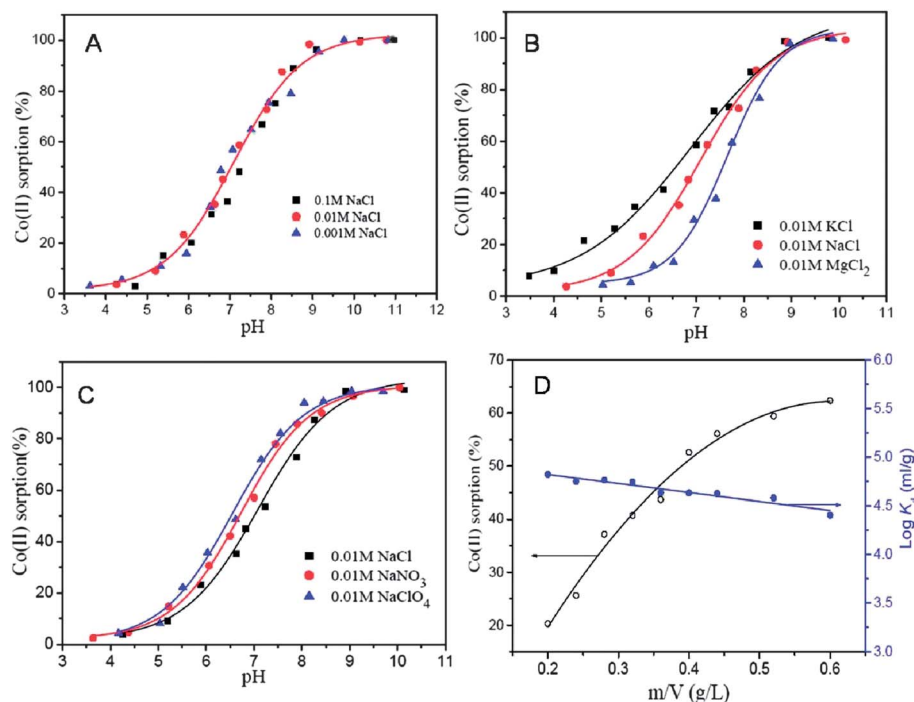 A
Co(II) sorption (%)
100
80
60
40
20
0
0.1M NaCl
0.01M NaCl
0.001M NaCl
3 4 5 6 7 8 9 10 11 12
pH
B
Co(II) sorption (%)
100
80
60
40
20
0
0.01M KCl
0.01M NaCl
0.01M MgCl₂
3 4 5 6 7 8 9 10 11
pH
C
Co(II) sorption(%)
100
80
60
40
20
0
0.01M NaCl
0.01M NaNO₃
0.01M NaClO₄
3 4 5 6 7 8 9 10 11
pH
D
Co(II) sorption (%)
70
60
50
40
30
20
6.0
5.5
5.0
4.5
4.0
3.5
3.0
Log K (ml/g)
0.2 0.3 0.4 0.5 0.6
m/V (g/L)